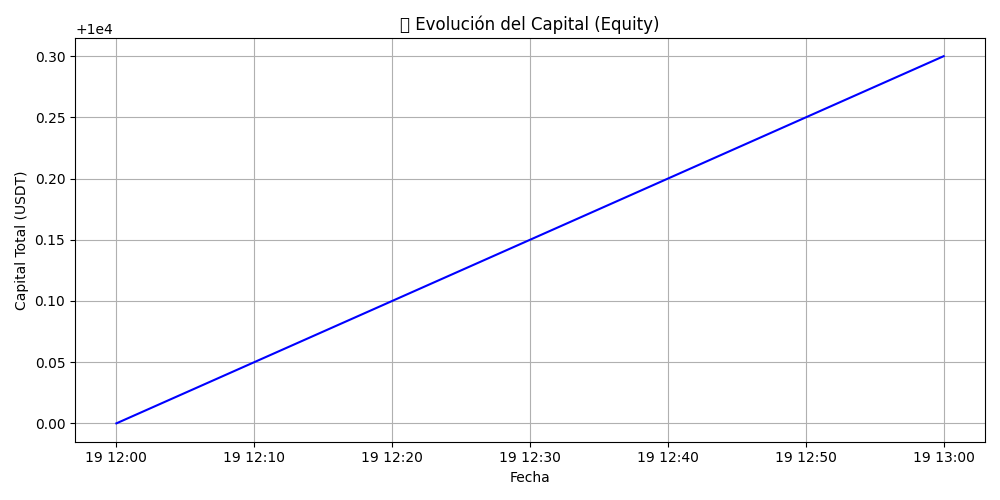 Evolución del Capital (Equity)
+1e4
0.30
0.25
0.20
0.15
0.10
0.05
0.00
Capital Total (USDT)
19 12:00 19 12:10 19 12:20 19 12:30 19 12:40 19 12:50 19 13:00
Fecha